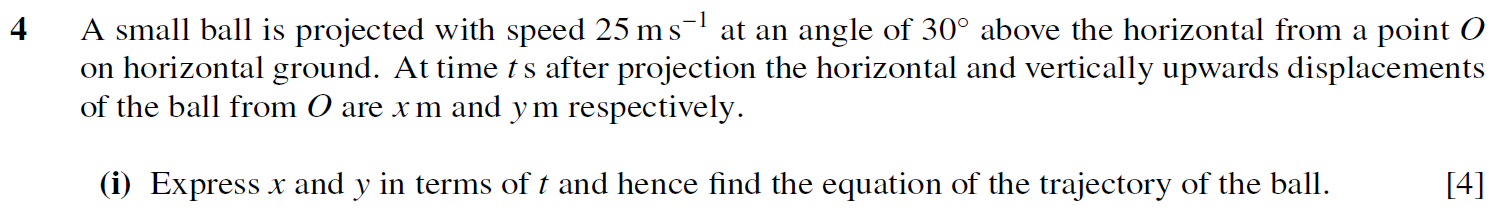 4 A small ball is projected with speed 25 m s⁻¹ at an angle of 30° above the horizontal from a point O
on horizontal ground. At time t s after projection the horizontal and vertically upwards displacements
of the ball from O are x m and y m respectively.
(i) Express x and y in terms of t and hence find the equation of the trajectory of the ball. [4]